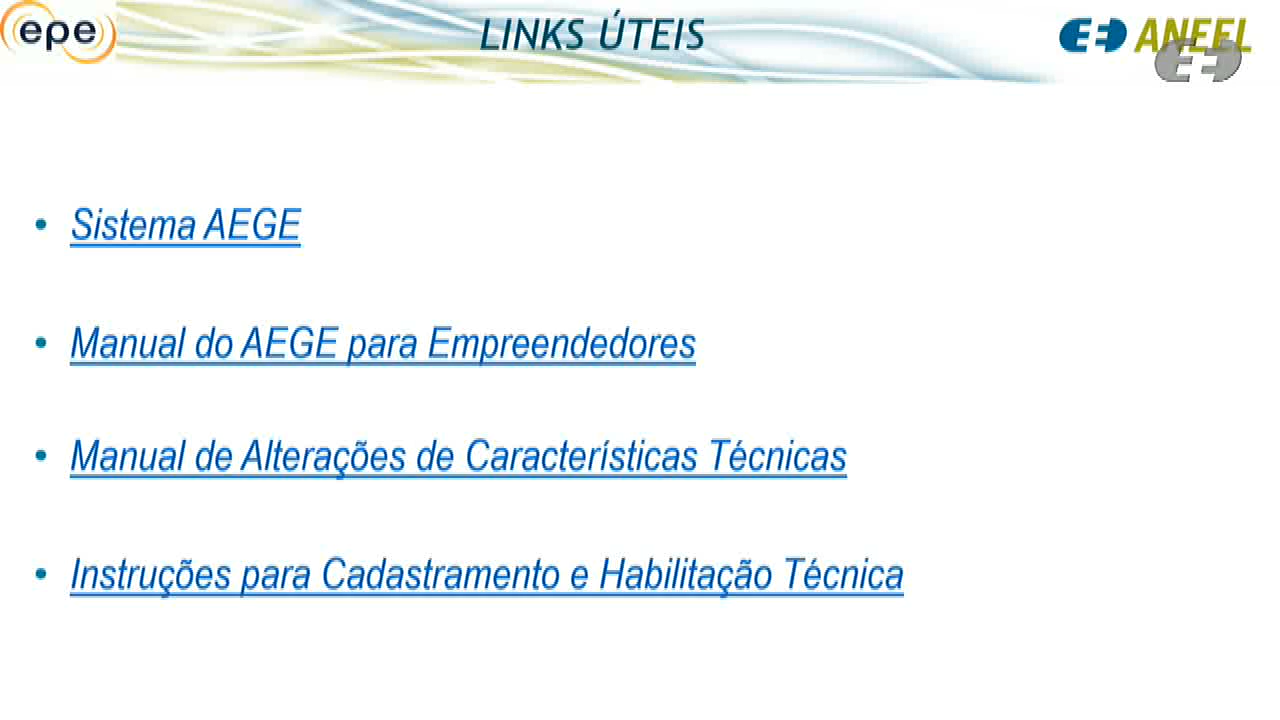 epe
LINKS ÚTEIS
ANEEL
• Sistema AEGE
• Manual do AEGE para Empreendedores
• Manual de Alterações de Características Técnicas
• Instruções para Cadastramento e Habilitação Técnica